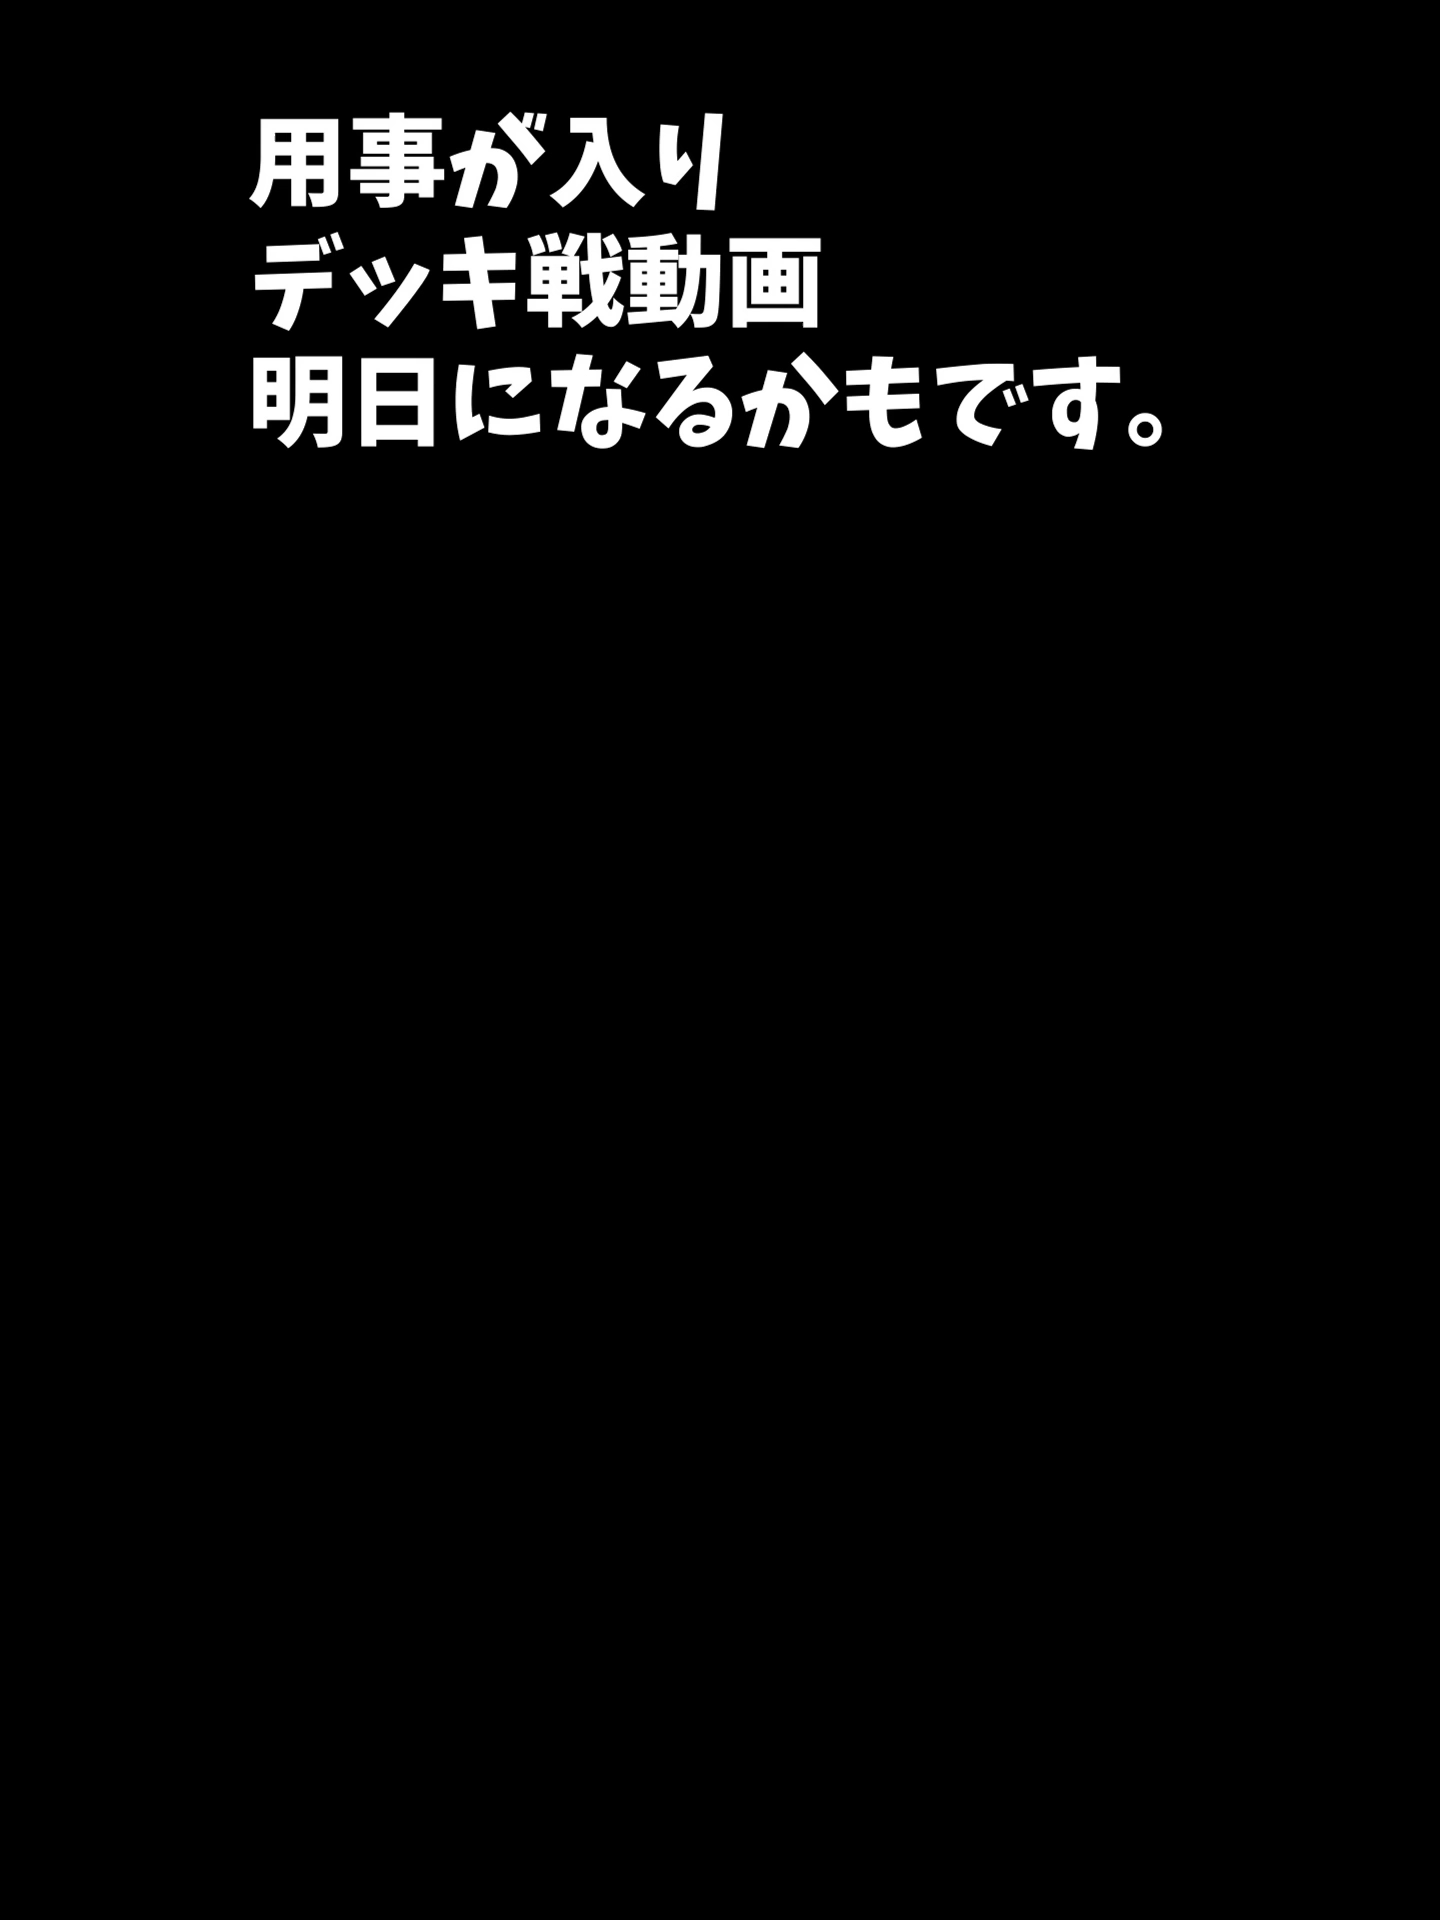 用事が入り
デッキ戦動画
明日になるかもです。